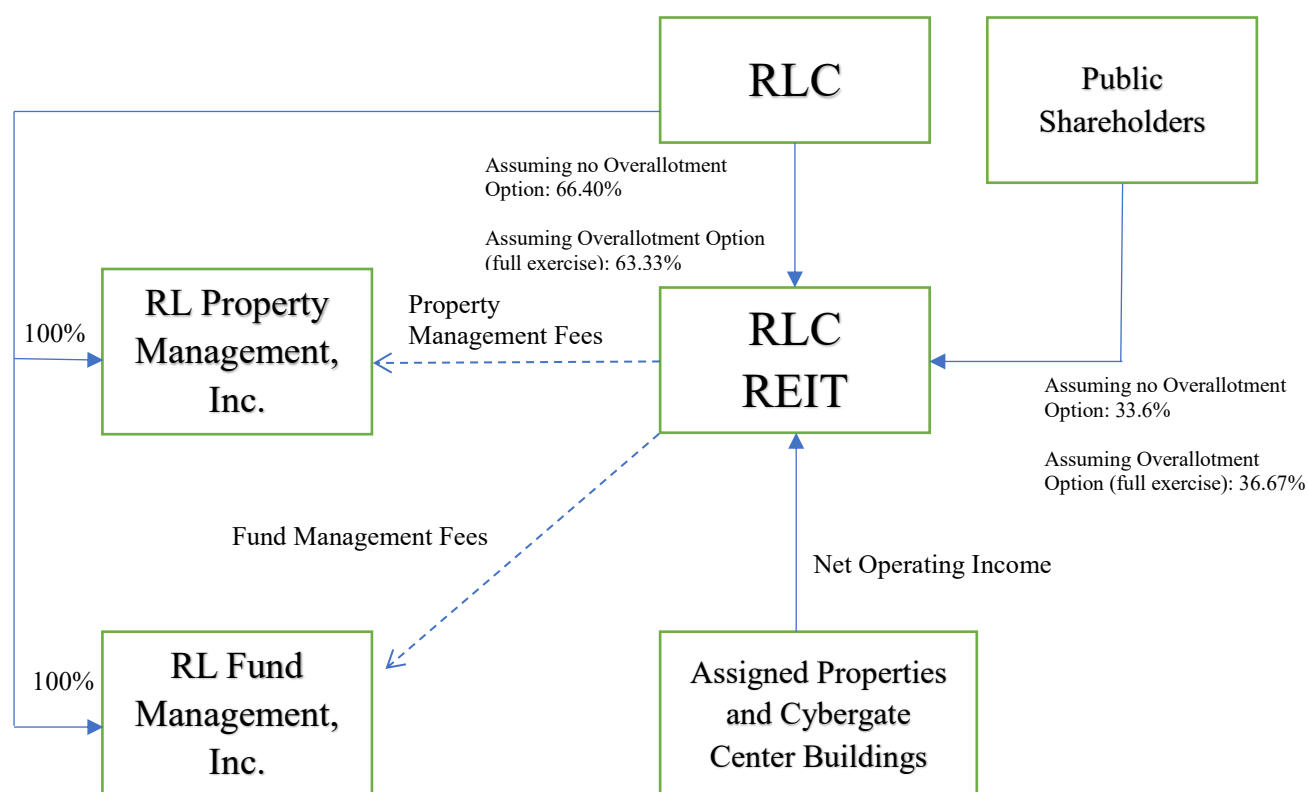 RLC
Public
Shareholders
Assuming no Overallotment
Option: 66.40%
Assuming Overallotment Option
(full exercise): 63.33%
100%
RL Property
Management,
Inc.
Property
Management Fees
RLC
REIT
Assuming no Overallotment
Option: 33.6%
Assuming Overallotment
Option (full exercise): 36.67%
Fund Management Fees
Net Operating Income
100%
RL Fund
Management,
Inc.
Assigned Properties
and Cybergate
Center Buildings